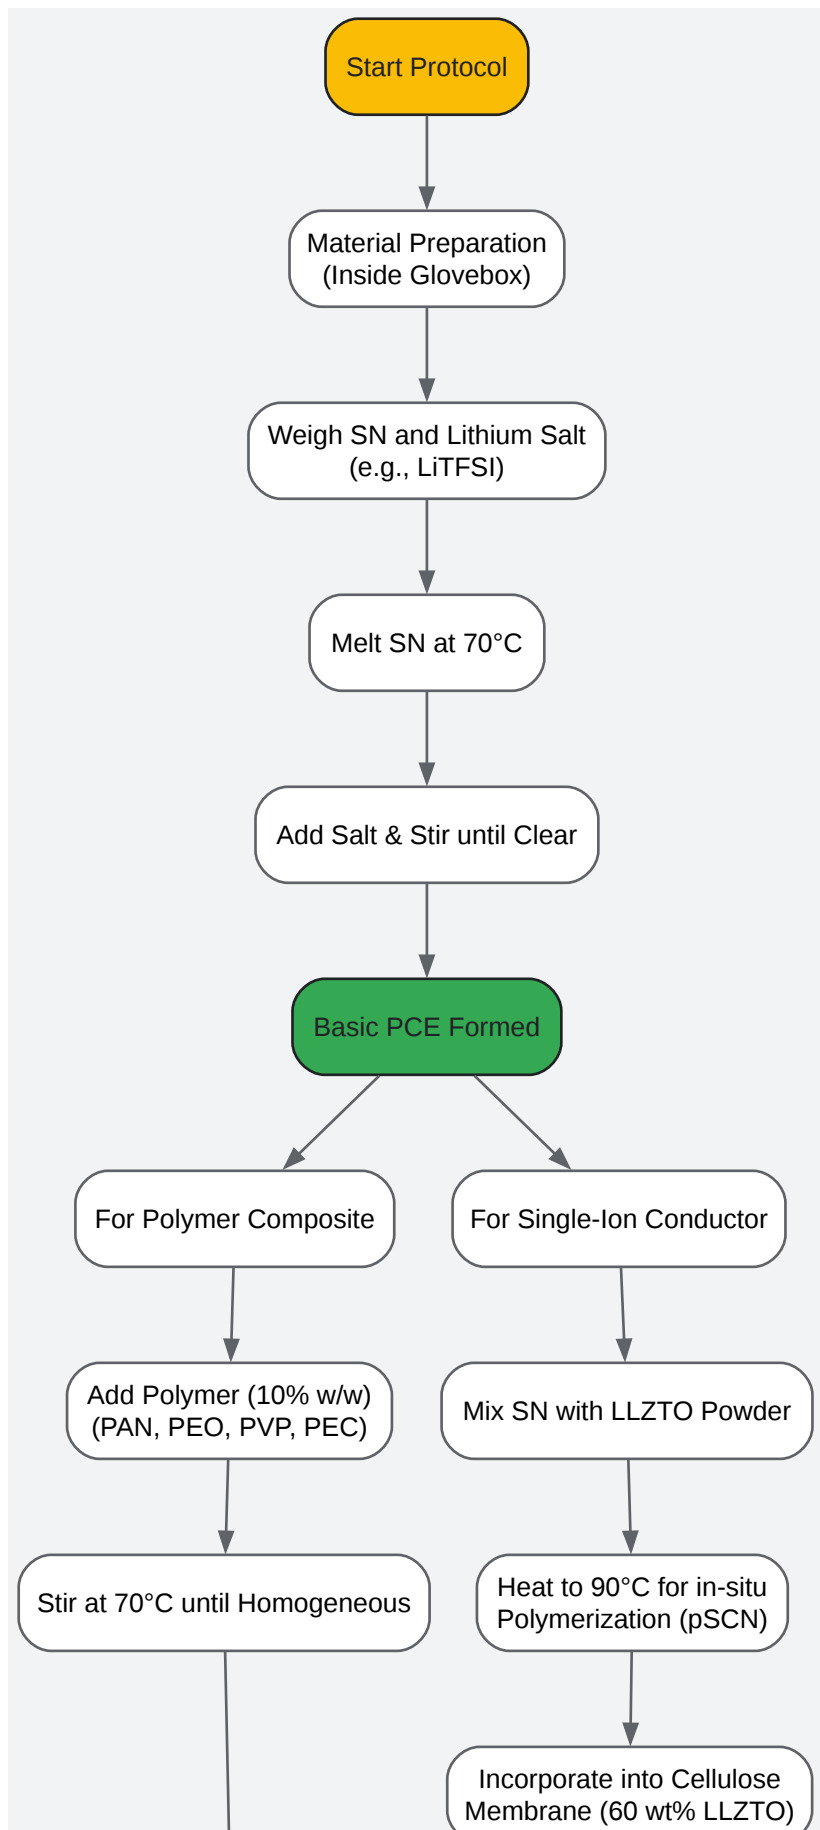 Start Protocol
Material Preparation
(Inside Glovebox)
Weigh SN and Lithium Salt
(e.g., LiTFSI)
Melt SN at 70°C
Add Salt & Stir until Clear
Basic PCE Formed
For Polymer Composite
For Single-Ion Conductor
Add Polymer (10% w/w)
(PAN, PEO, PVP, PEC)
Mix SN with LLZTO Powder
Stir at 70°C until Homogeneous
Heat to 90°C for in-situ
Polymerization (pSCN)
Incorporate into Cellulose
Membrane (60 wt% LLZTO)